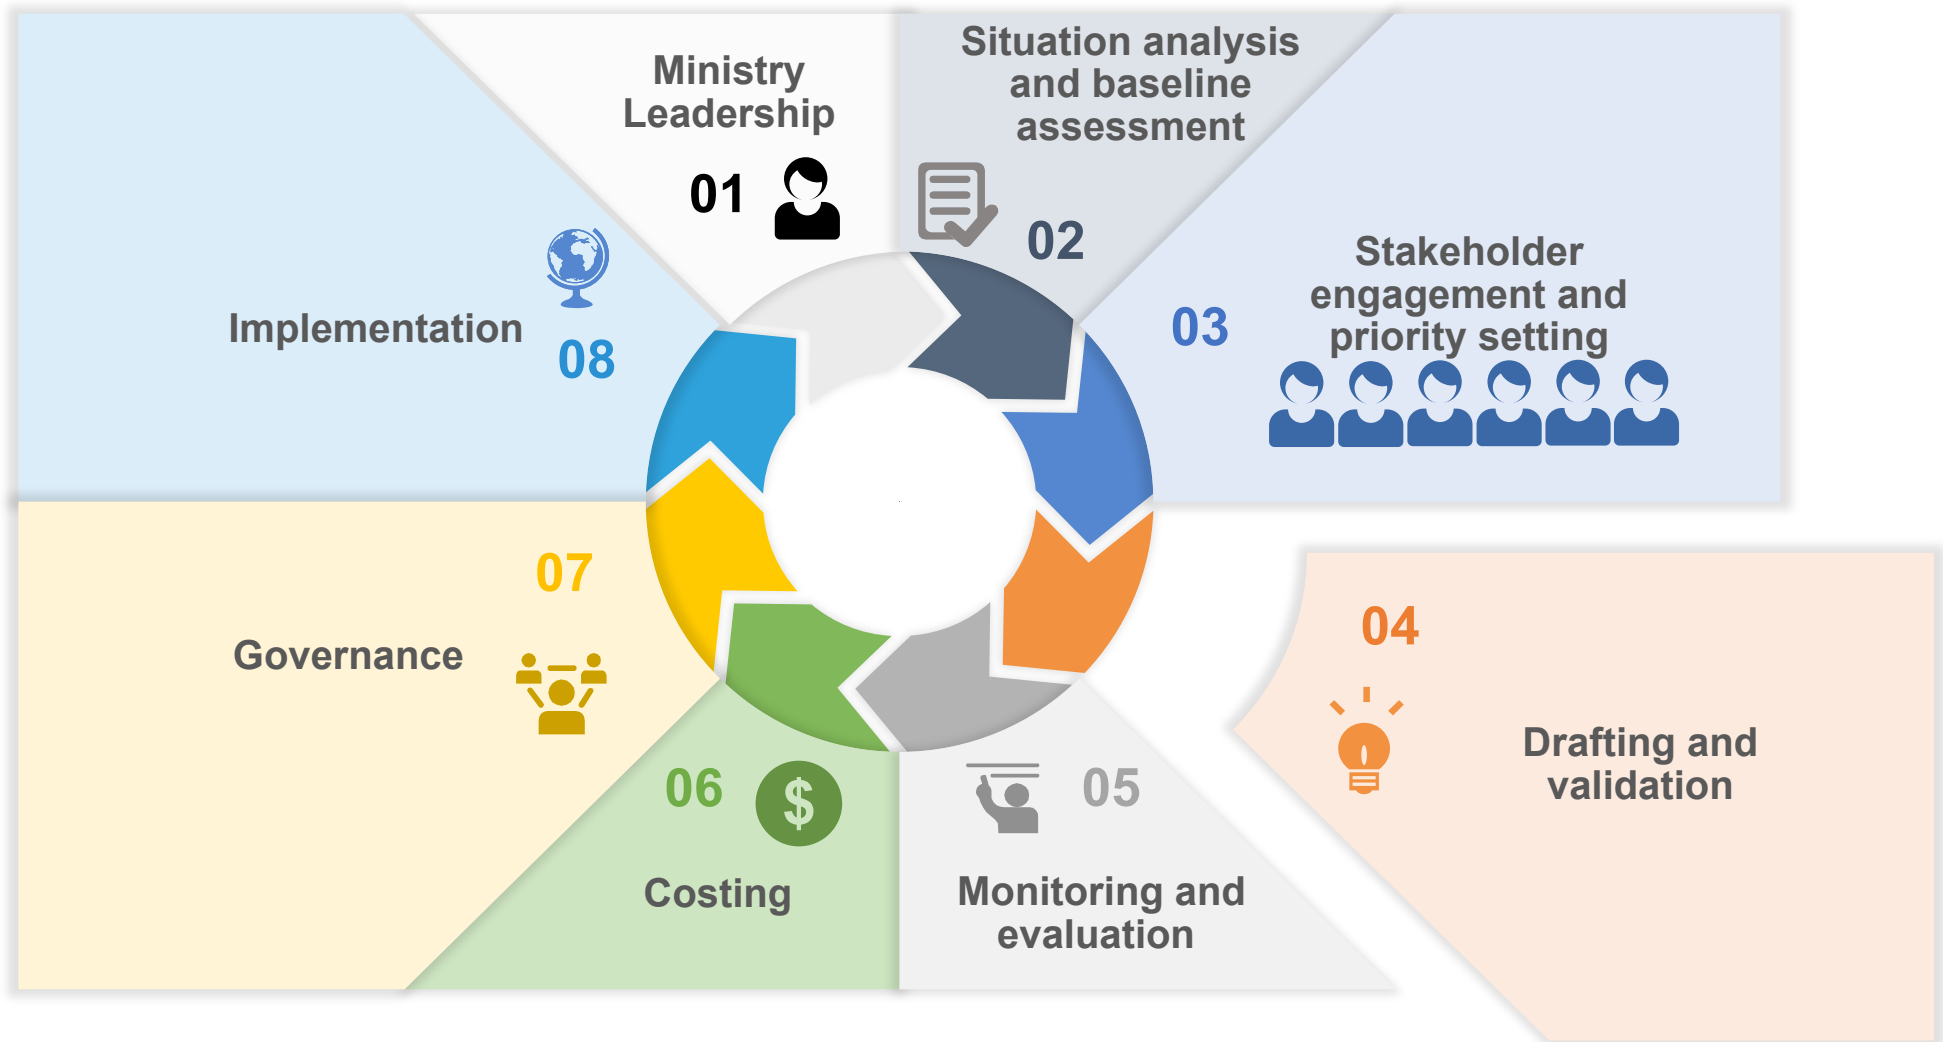 Ministry
Leadership
01
Situation analysis
and baseline
assessment
02
03
Stakeholder
engagement and
priority setting
04
Drafting and
validation
05
Monitoring and
evaluation
06
$
Costing
07
Governance
Implementation
08